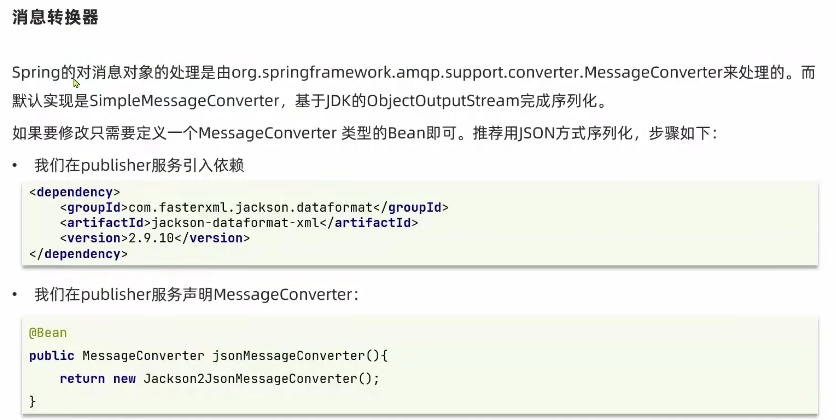 消息转换器
Spring的对消息对象的处理是由org.springframework.amqp.support.converter.MessageConverter来处理的。而
默认实现是SimpleMessageConverter，基于JDK的ObjectOutputStream完成序列化。
如果要修改只需要定义一个MessageConverter 类型的Bean即可。推荐用JSON方式序列化，步骤如下：
• 我们在publisher服务引入依赖
<dependency>
    <groupId>com.fasterxml.jackson.dataformat</groupId>
    <artifactId>jackson-dataformat-xml</artifactId>
    <version>2.9.10</version>
</dependency>
• 我们在publisher服务声明MessageConverter：
@Bean
public MessageConverter jsonMessageConverter(){
    return new Jackson2JsonMessageConverter();
}